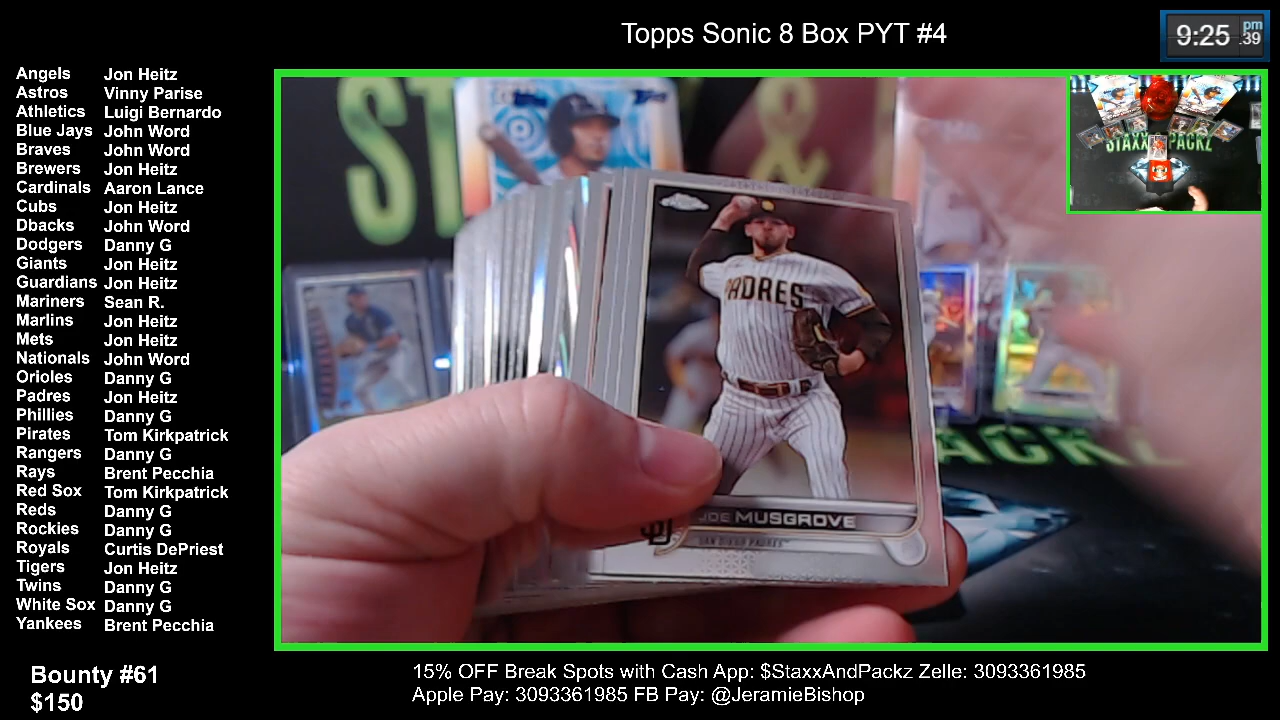 Topps Sonic 8 Box PYT #4
9:25 pm .39
Angels Jon Heitz
Astros Vinny Parise
Athletics Luigi Bernardo
Blue Jays John Word
Braves John Word
Brewers Jon Heitz
Cardinals Aaron Lance
Cubs Jon Heitz
Dbacks John Word
Dodgers Danny G
Giants Jon Heitz
Guardians Jon Heitz
Mariners Sean R.
Marlins Jon Heitz
Mets Jon Heitz
Nationals John Word
Orioles Danny G
Padres Jon Heitz
Phillies Danny G
Pirates Tom Kirkpatrick
Rangers Danny G
Rays Brent Pecchia
Red Sox Tom Kirkpatrick
Reds Danny G
Rockies Danny G
Royals Curtis DePriest
Tigers Jon Heitz
Twins Danny G
White Sox Danny G
Yankees Brent Pecchia
Bounty #61
$150
ST &
PADRES
JOE MUSGROVE
SAN DIEGO PADRES
ACKZ
STAXX PACKZ
15% OFF Break Spots with Cash App: $StaxxAndPackz Zelle: 3093361985
Apple Pay: 3093361985 FB Pay: @JeramieBishop